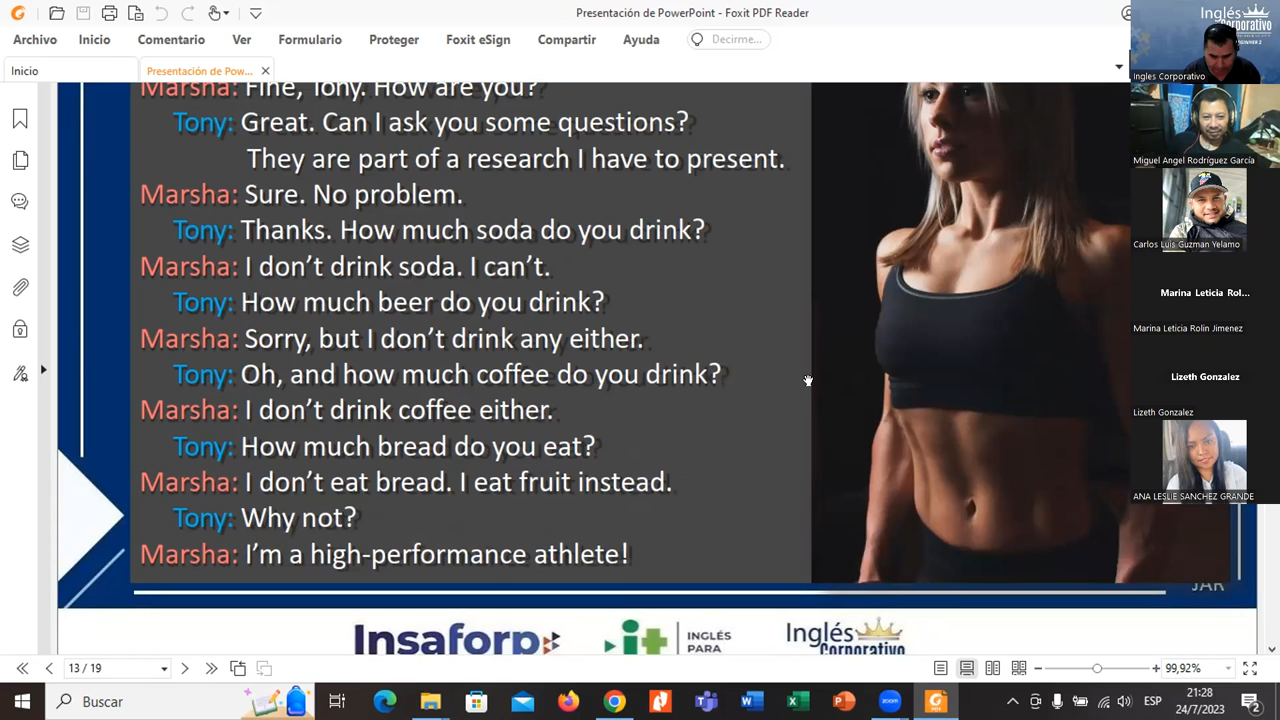 Presentación de PowerPoint - Foxit PDF Reader
Archivo Inicio Comentario Ver Formulario Proteger Foxit eSign Compartir Ayuda Decirme...
Inicio Presentación de Pow...
Marsha: Fine, Tony. How are you?
Tony: Great. Can I ask you some questions?
They are part of a research I have to present.
Marsha: Sure. No problem.
Tony: Thanks. How much soda do you drink?
Marsha: I don't drink soda. I can't.
Tony: How much beer do you drink?
Marsha: Sorry, but I don't drink any either.
Tony: Oh, and how much coffee do you drink?
Marsha: I don't drink coffee either.
Tony: How much bread do you eat?
Marsha: I don't eat bread. I eat fruit instead.
Tony: Why not?
Marsha: I'm a high-performance athlete!
JAR
Insaforp
it
INGLÉS
PARA
Inglés
Corporativo
Inglés
Corporativo
Ingles Corporativo
Miguel Angel Rodríguez García
Carlos Luis Guzman Yelamo
Marina Leticia Rol...
Marina Leticia Rolin Jimenez
Lizeth Gonzalez
Lizeth Gonzalez
ANA LESLIE SANCHEZ GRANDE
13 / 19
99,92%
Buscar
ESP
21:28
24/7/2023
2